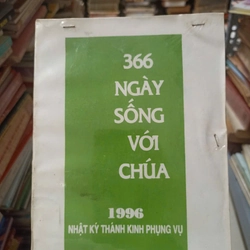 366
NGÀY
SỐNG
VỚI
CHÚA
1996
NHẬT KÝ THÁNH KINH PHỤNG VỤ